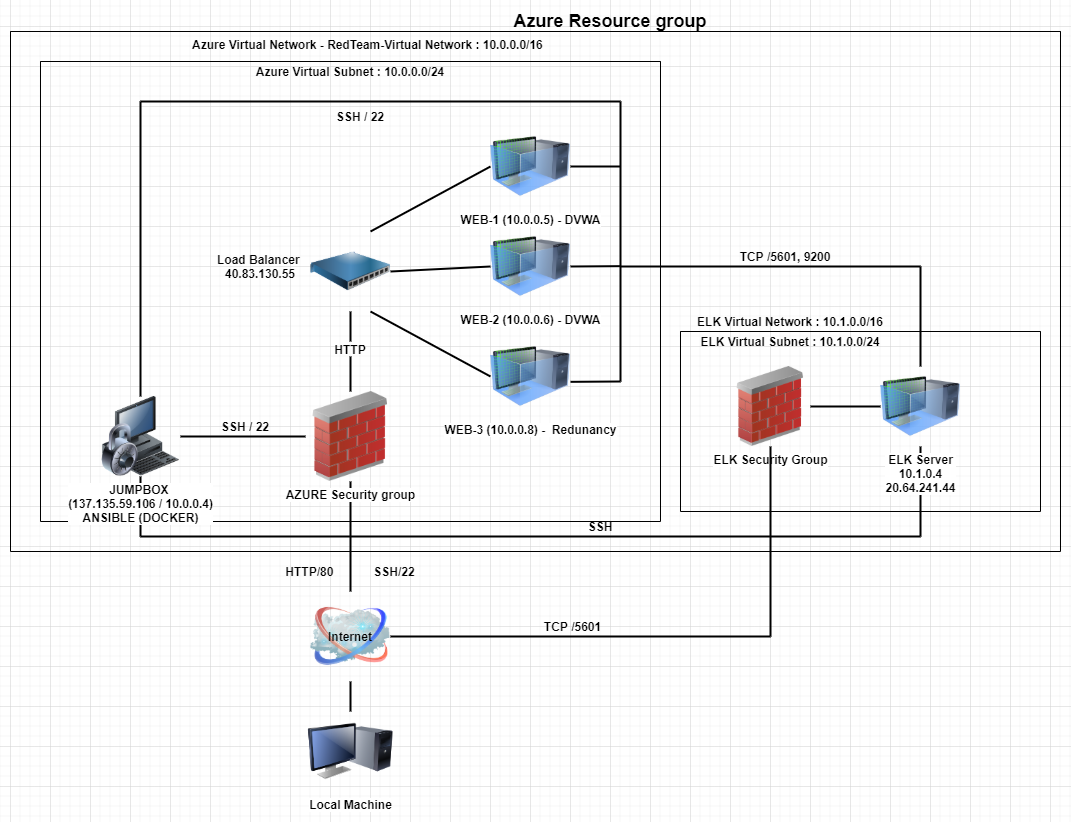 Azure Resource group
Azure Virtual Network - RedTeam-Virtual Network : 10.0.0.0/16
Azure Virtual Subnet : 10.0.0.0/24
SSH / 22
WEB-1 (10.0.0.5) - DVWA
Load Balancer
40.83.130.55
TCP /5601, 9200
WEB-2 (10.0.0.6) - DVWA
ELK Virtual Network : 10.1.0.0/16
ELK Virtual Subnet : 10.1.0.0/24
HTTP
WEB-3 (10.0.0.8) - Redunancy
SSH / 22
ELK Security Group
ELK Server
10.1.0.4
20.64.241.44
JUMPBOX
(137.135.59.106 / 10.0.0.4)
ANSIBLE (DOCKER)
AZURE Security group
SSH
HTTP/80
SSH/22
Internet
TCP /5601
Local Machine